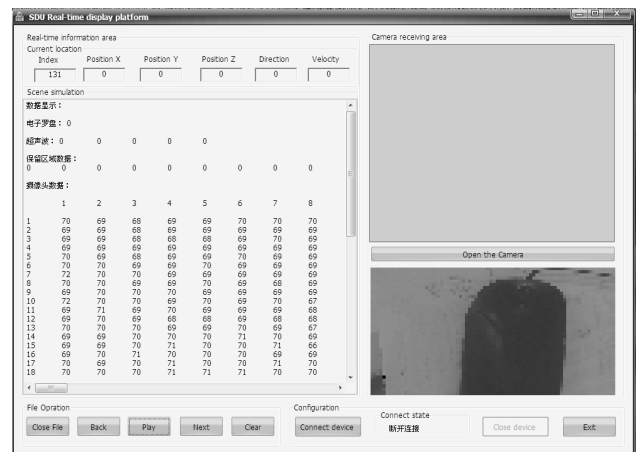 SDU Real-time display platform
Real-time information area
Current location
Index Position X Position Y Position Z Direction Velocity
131 0 0 0 0 0
Scene simulation
数据显示：
电子罗盘： 0
超声波： 0 0 0 0 0
保留区域数据：
0 0 0 0 0 0 0 0 0
摄像头数据：
1 2 3 4 5 6 7 8
1 70 69 68 69 69 70 70 70
2 69 69 68 69 69 69 69 69
3 69 69 68 68 68 69 70 69
4 69 69 69 69 69 69 69 69
5 70 69 68 69 68 70 69 69
6 70 70 69 69 70 69 69 69
7 72 70 70 69 69 69 69 69
8 70 70 69 69 70 69 68 69
9 69 70 70 70 69 69 69 69
10 72 70 70 69 70 69 70 67
11 69 71 69 70 69 69 69 68
12 69 70 69 68 68 69 68 68
13 70 70 70 69 70 69 69 67
14 69 69 70 70 70 71 70 69
15 69 69 70 71 70 70 71 66
16 69 70 71 70 70 70 69 69
17 70 69 70 71 70 70 71 70
18 70 70 70 71 71 71 70 70
Camera receiving area
Open the Camera
File Opration
Close File Back Play Next Clear
Configuration
Connect device
Connect state
断开连接
Close device
Exit